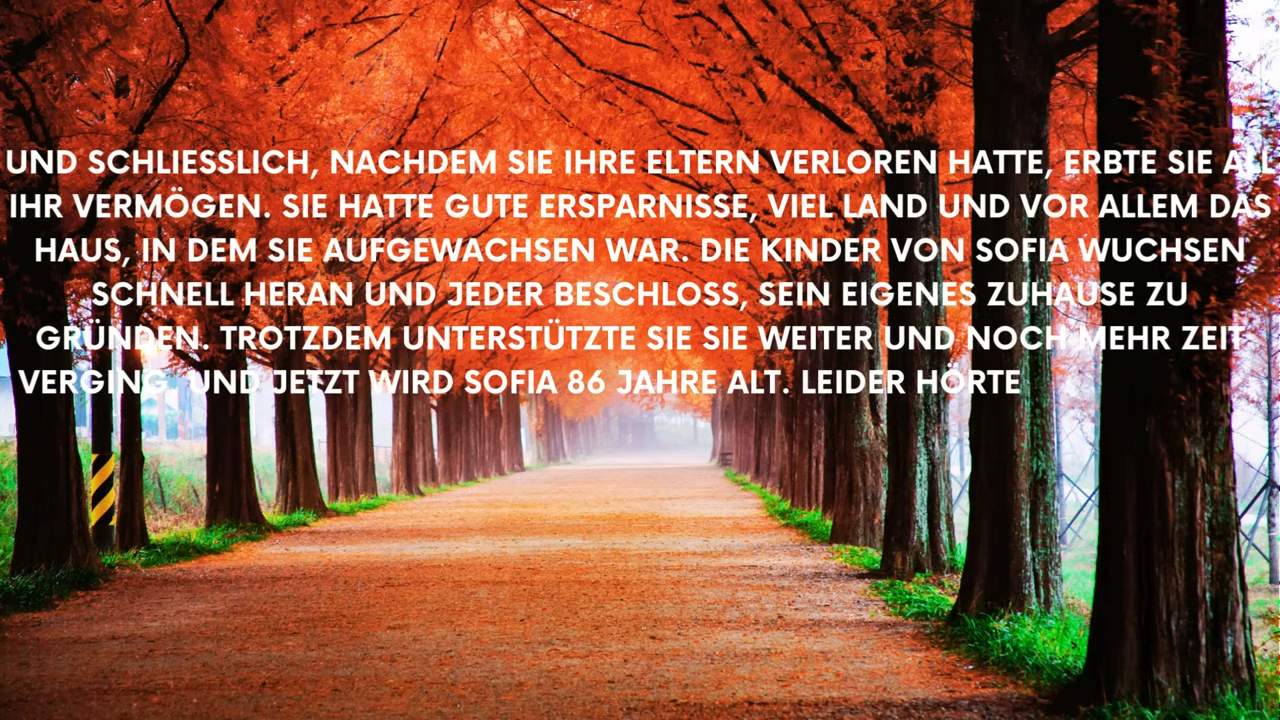 UND SCHLIESSLICH, NACHDEM SIE IHRE ELTERN VERLOREN HATTE, ERBTE SIE ALL
IHR VERMÖGEN. SIE HATTE GUTE ERSPARNISSE, VIEL LAND UND VOR ALLEM DAS
HAUS, IN DEM SIE AUFGEWACHSEN WAR. DIE KINDER VON SOFIA WUCHSEN
SCHNELL HERAN UND JEDER BESCHLOSS, SEIN EIGENES ZUHAUSE ZU
GRÜNDEN. TROTZDEM UNTERSTÜTZTE SIE SIE WEITER UND NOCH MEHR ZEIT
VERGING. UND JETZT WIRD SOFIA 86 JAHRE ALT. LEIDER HÖRTE